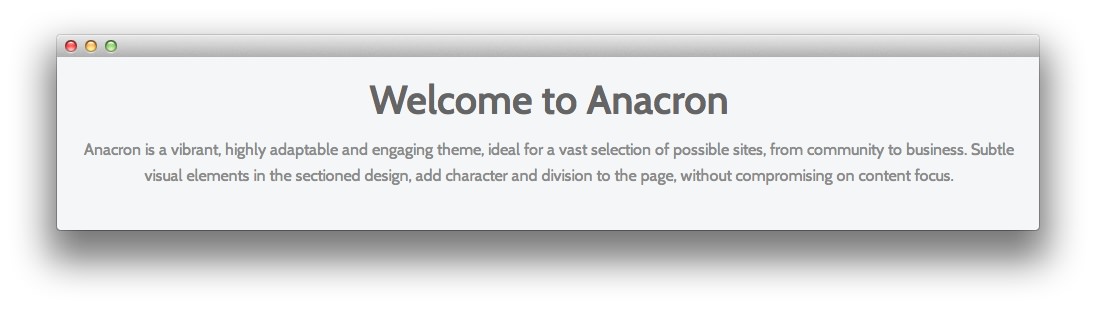 Welcome to Anacron
Anacron is a vibrant, highly adaptable and engaging theme, ideal for a vast selection of possible sites, from community to business. Subtle
visual elements in the sectioned design, add character and division to the page, without compromising on content focus.